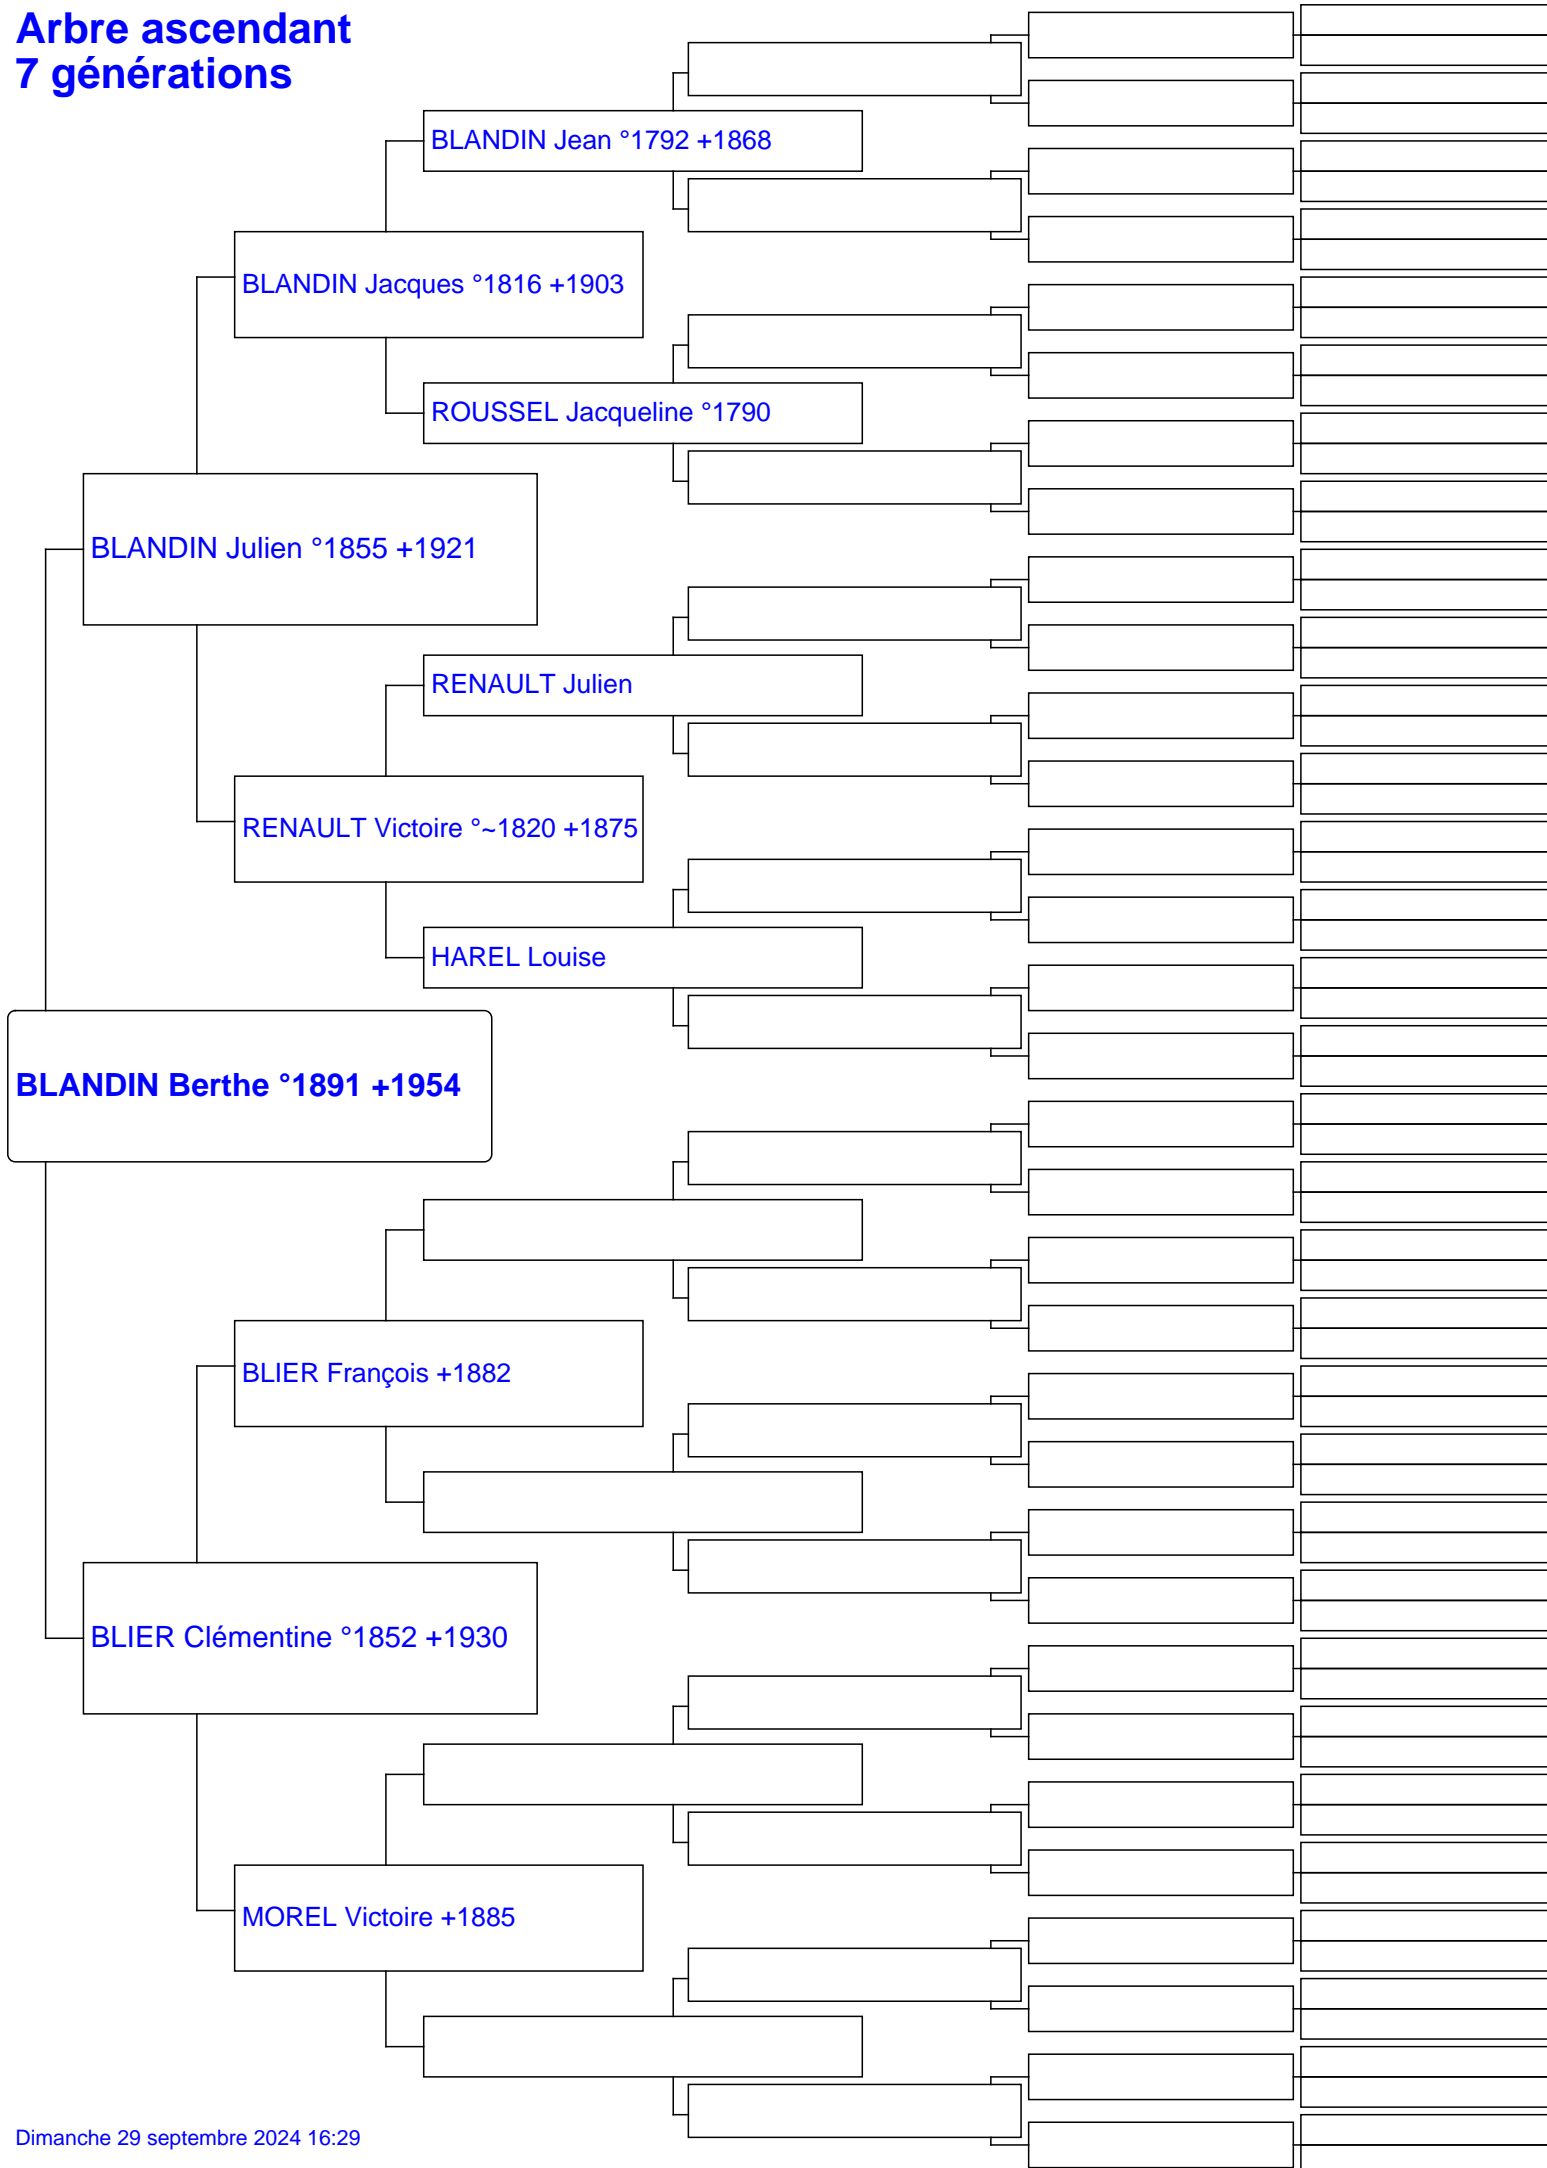 Arbre ascendant
7 générations
BLANDIN Jean °1792 +1868
BLANDIN Jacques °1816 +1903
ROUSSEL Jacqueline °1790
BLANDIN Julien °1855 +1921
RENAULT Julien
RENAULT Victoire °~1820 +1875
HAREL Louise
BLANDIN Berthe °1891 +1954
BLIER François +1882
BLIER Clémentine °1852 +1930
MOREL Victoire +1885
Dimanche 29 septembre 2024 16:29